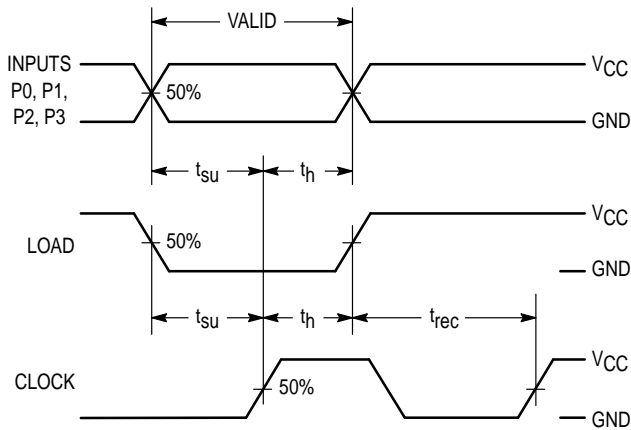 VALID
INPUTS
P0, P1,
P2, P3
50%
VCC
GND
tsu
th
LOAD
50%
VCC
GND
tsu
th
trec
CLOCK
50%
VCC
GND